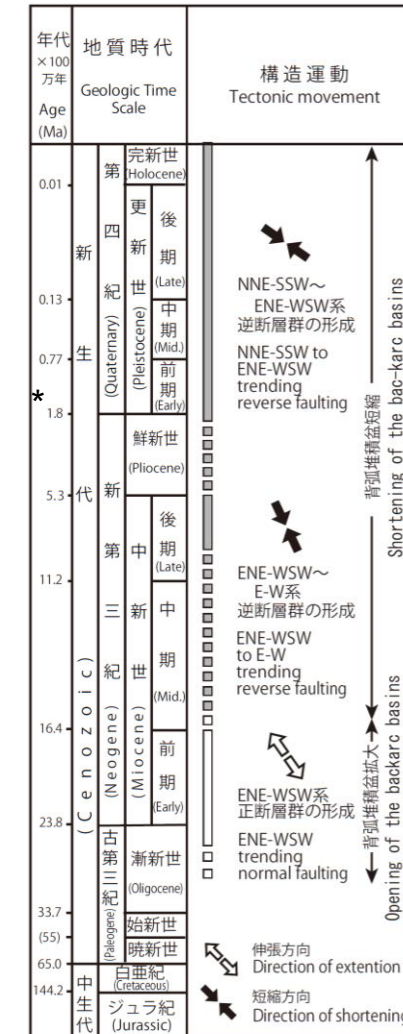 年代
×100
万年
Age
(Ma)
地質時代
Geologic Time
Scale
構造運動
Tectonic movement
0.01
0.13
0.77
*
1.8
5.3
11.2
16.4
23.8
33.7
(55)
65.0
144.2
新
生
代
(Cenozoic)
中
生
代
第
四
紀
(Quaternary)
新
第
三
紀
(Neogene)
古
第
三
紀
(Paleogene)
完新世
(Holocene)
更
新
世
(Pleistocene)
後
期
(Late)
中
期
(Mid.)
前
期
(Early)
鮮新世
(Pliocene)
中
新
世
(Miocene)
後
期
(Late)
中
期
(Mid.)
前
期
(Early)
漸新世
(Oligocene)
始新世
暁新世
白亜紀
(Cretaceous)
ジュラ紀
(Jurassic)
NNE-SSW～
ENE-WSW系
逆断層群の形成
NNE-SSW to
ENE-WSW
trending
reverse faulting
ENE-WSW～
E-W系
逆断層群の形成
ENE-WSW
to E-W
trending
reverse faulting
ENE-WSW系
正断層群の形成
ENE-WSW
trending
normal faulting
背弧堆積盆短縮
Shortening of the bac-karc basins
背弧堆積盆拡大
Opening of the backarc basins
伸張方向
Direction of extention
短縮方向
Direction of shortening